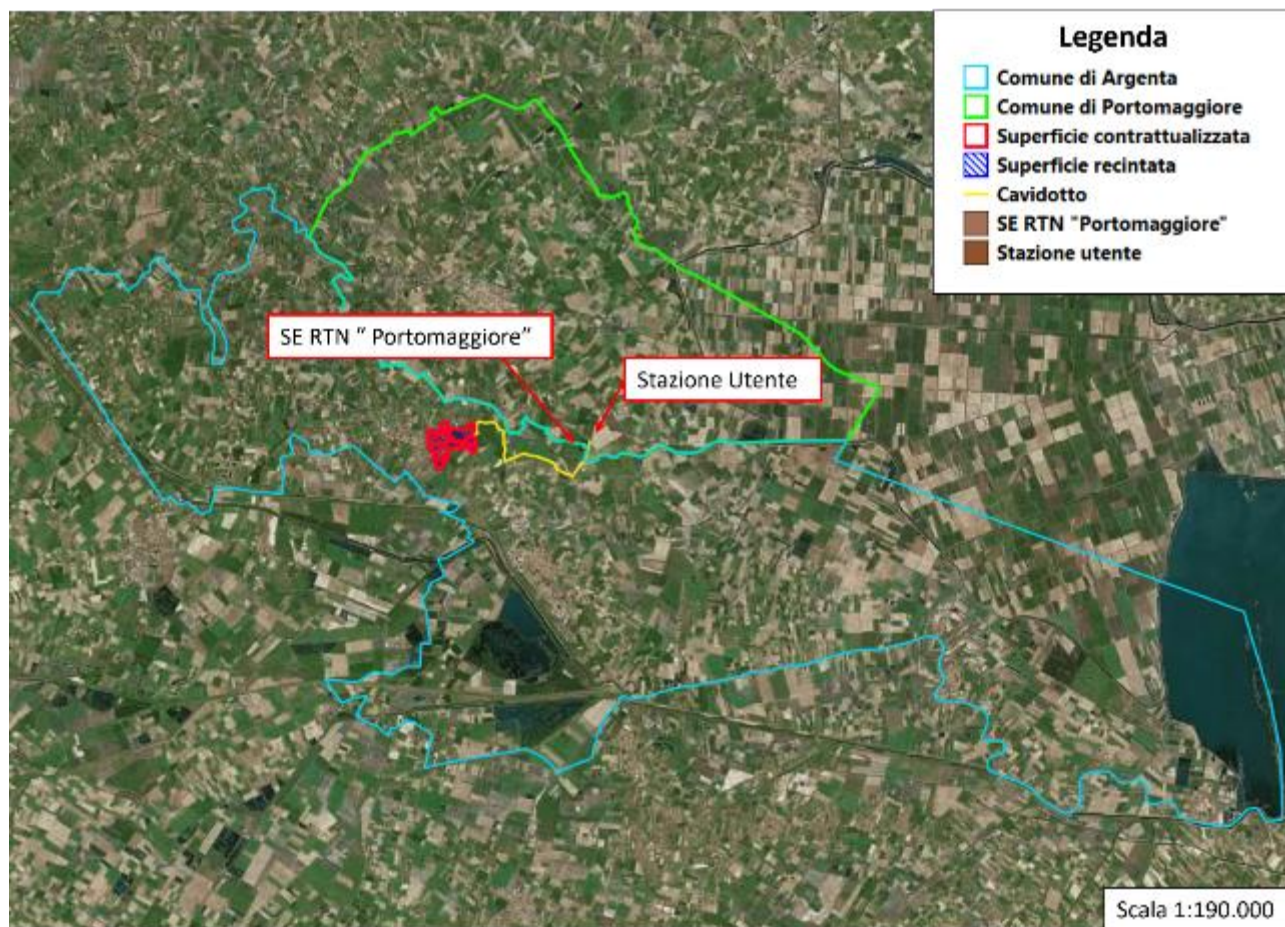 Legenda
Comune di Argenta
Comune di Portomaggiore
Superficie contrattualizzata
Superficie recintata
Cavidotto
SE RTN "Portomaggiore"
Stazione utente
SE RTN “ Portomaggiore”
Stazione Utente
Scala 1:190.000